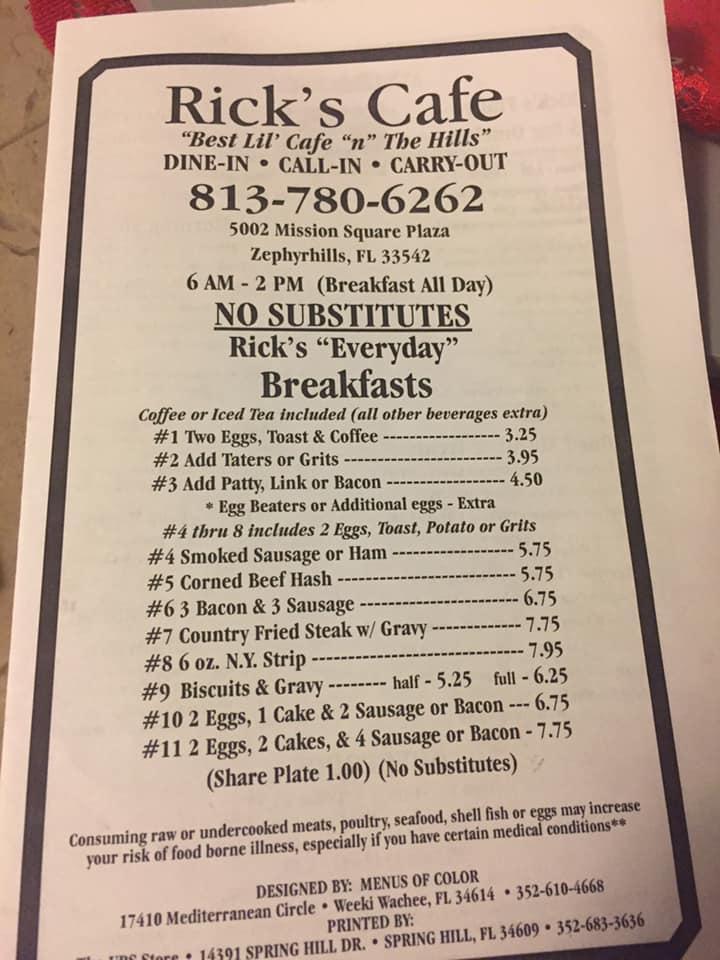 Rick's Cafe
"Best Lil' Cafe "n" The Hills"
DINE-IN • CALL-IN • CARRY-OUT
813-780-6262
5002 Mission Square Plaza
Zephyrhills, FL 33542
6 AM - 2 PM (Breakfast All Day)
NO SUBSTITUTES
Rick's "Everyday"
Breakfasts
Coffee or Iced Tea included (all other beverages extra)
#1 Two Eggs, Toast & Coffee ------------------ 3.25
#2 Add Taters or Grits ------------------------ 3.95
#3 Add Patty, Link or Bacon ------------------ 4.50
* Egg Beaters or Additional eggs - Extra
#4 thru 8 includes 2 Eggs, Toast, Potato or Grits
#4 Smoked Sausage or Ham ------------------ 5.75
#5 Corned Beef Hash -------------------------- 5.75
#6 3 Bacon & 3 Sausage ----------------------- 6.75
#7 Country Fried Steak w/ Gravy ------------- 7.75
#8 6 oz. N.Y. Strip ------------------------------- 7.95
#9 Biscuits & Gravy -------- half - 5.25 full - 6.25
#10 2 Eggs, 1 Cake & 2 Sausage or Bacon --- 6.75
#11 2 Eggs, 2 Cakes, & 4 Sausage or Bacon - 7.75
(Share Plate 1.00) (No Substitutes)
Consuming raw or undercooked meats, poultry, seafood, shell fish or eggs may increase
your risk of food borne illness, especially if you have certain medical conditions**
DESIGNED BY: MENUS OF COLOR
17410 Mediterranean Circle • Weeki Wachee, FL 34614 • 352-610-4668
PRINTED BY:
The UPS Store • 14391 SPRING HILL DR. • SPRING HILL, FL 34609 • 352-683-3636